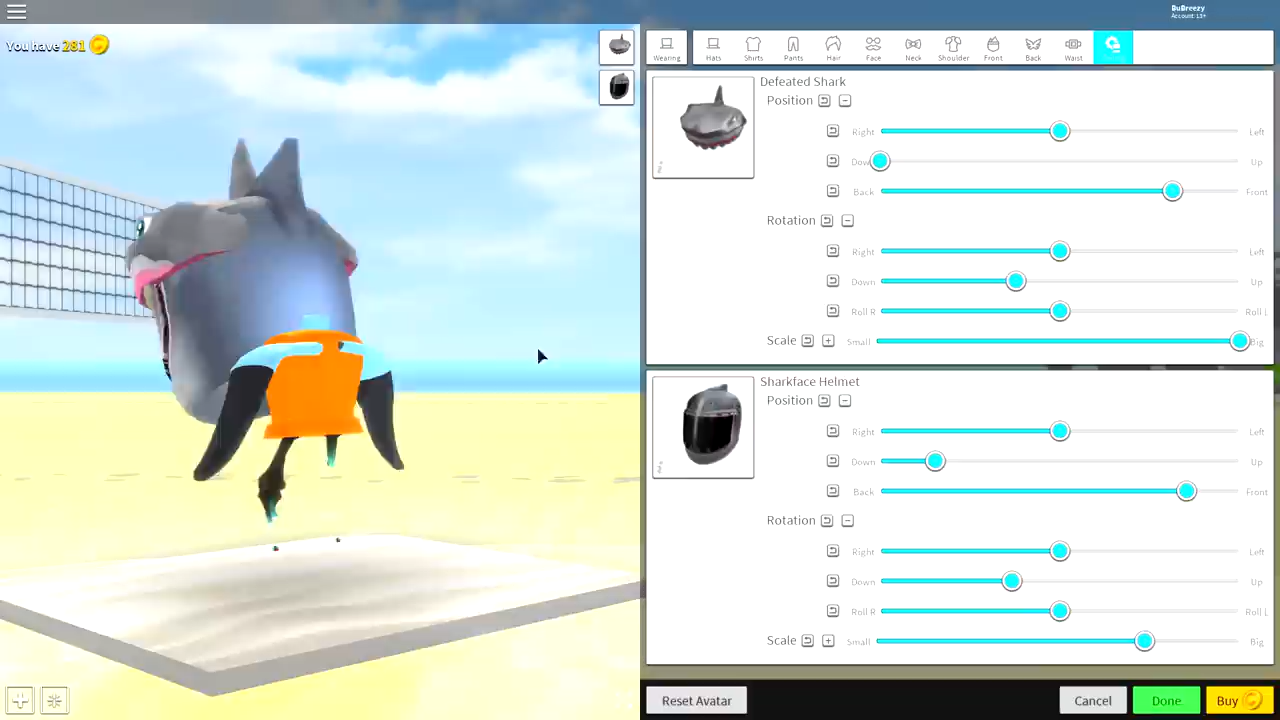 BuBreezy
Account: 13+
You have 281
Wearing
Hats
Shirts
Pants
Hair
Face
Neck
Shoulder
Front
Back
Waist
Defeated Shark
Position
Right Left
Down Up
Back Front
Rotation
Right Left
Down Up
Roll R Roll L
Scale Small Big
Sharkface Helmet
Position
Right Left
Down Up
Back Front
Rotation
Right Left
Down Up
Roll R Roll L
Scale Small Big
Reset Avatar
Cancel
Done
Buy